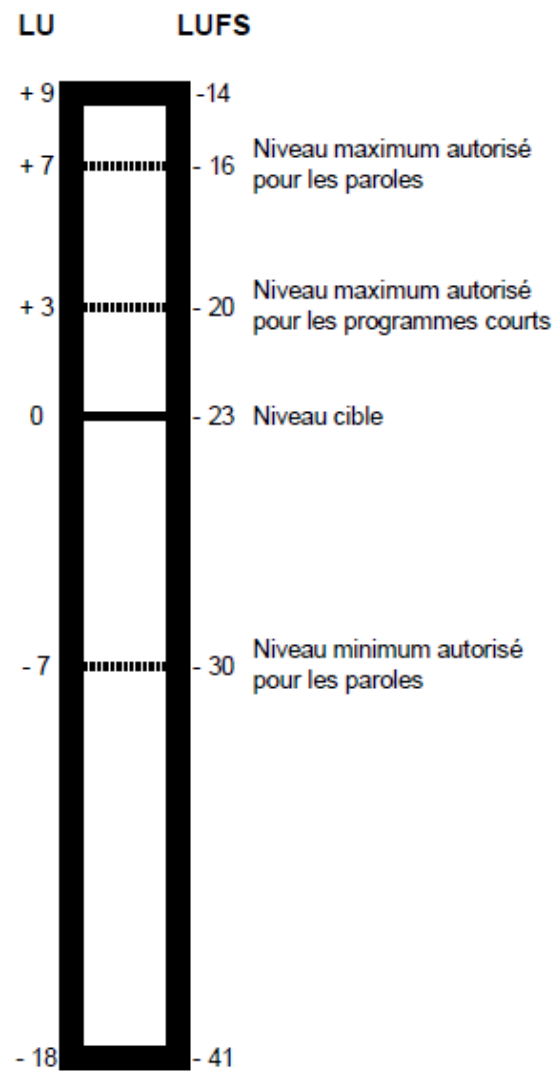 LU LUFS
+ 9 -14
+ 7 - 16 Niveau maximum autorisé
pour les paroles
+ 3 - 20 Niveau maximum autorisé
pour les programmes courts
0 - 23 Niveau cible
- 7 - 30 Niveau minimum autorisé
pour les paroles
- 18 - 41